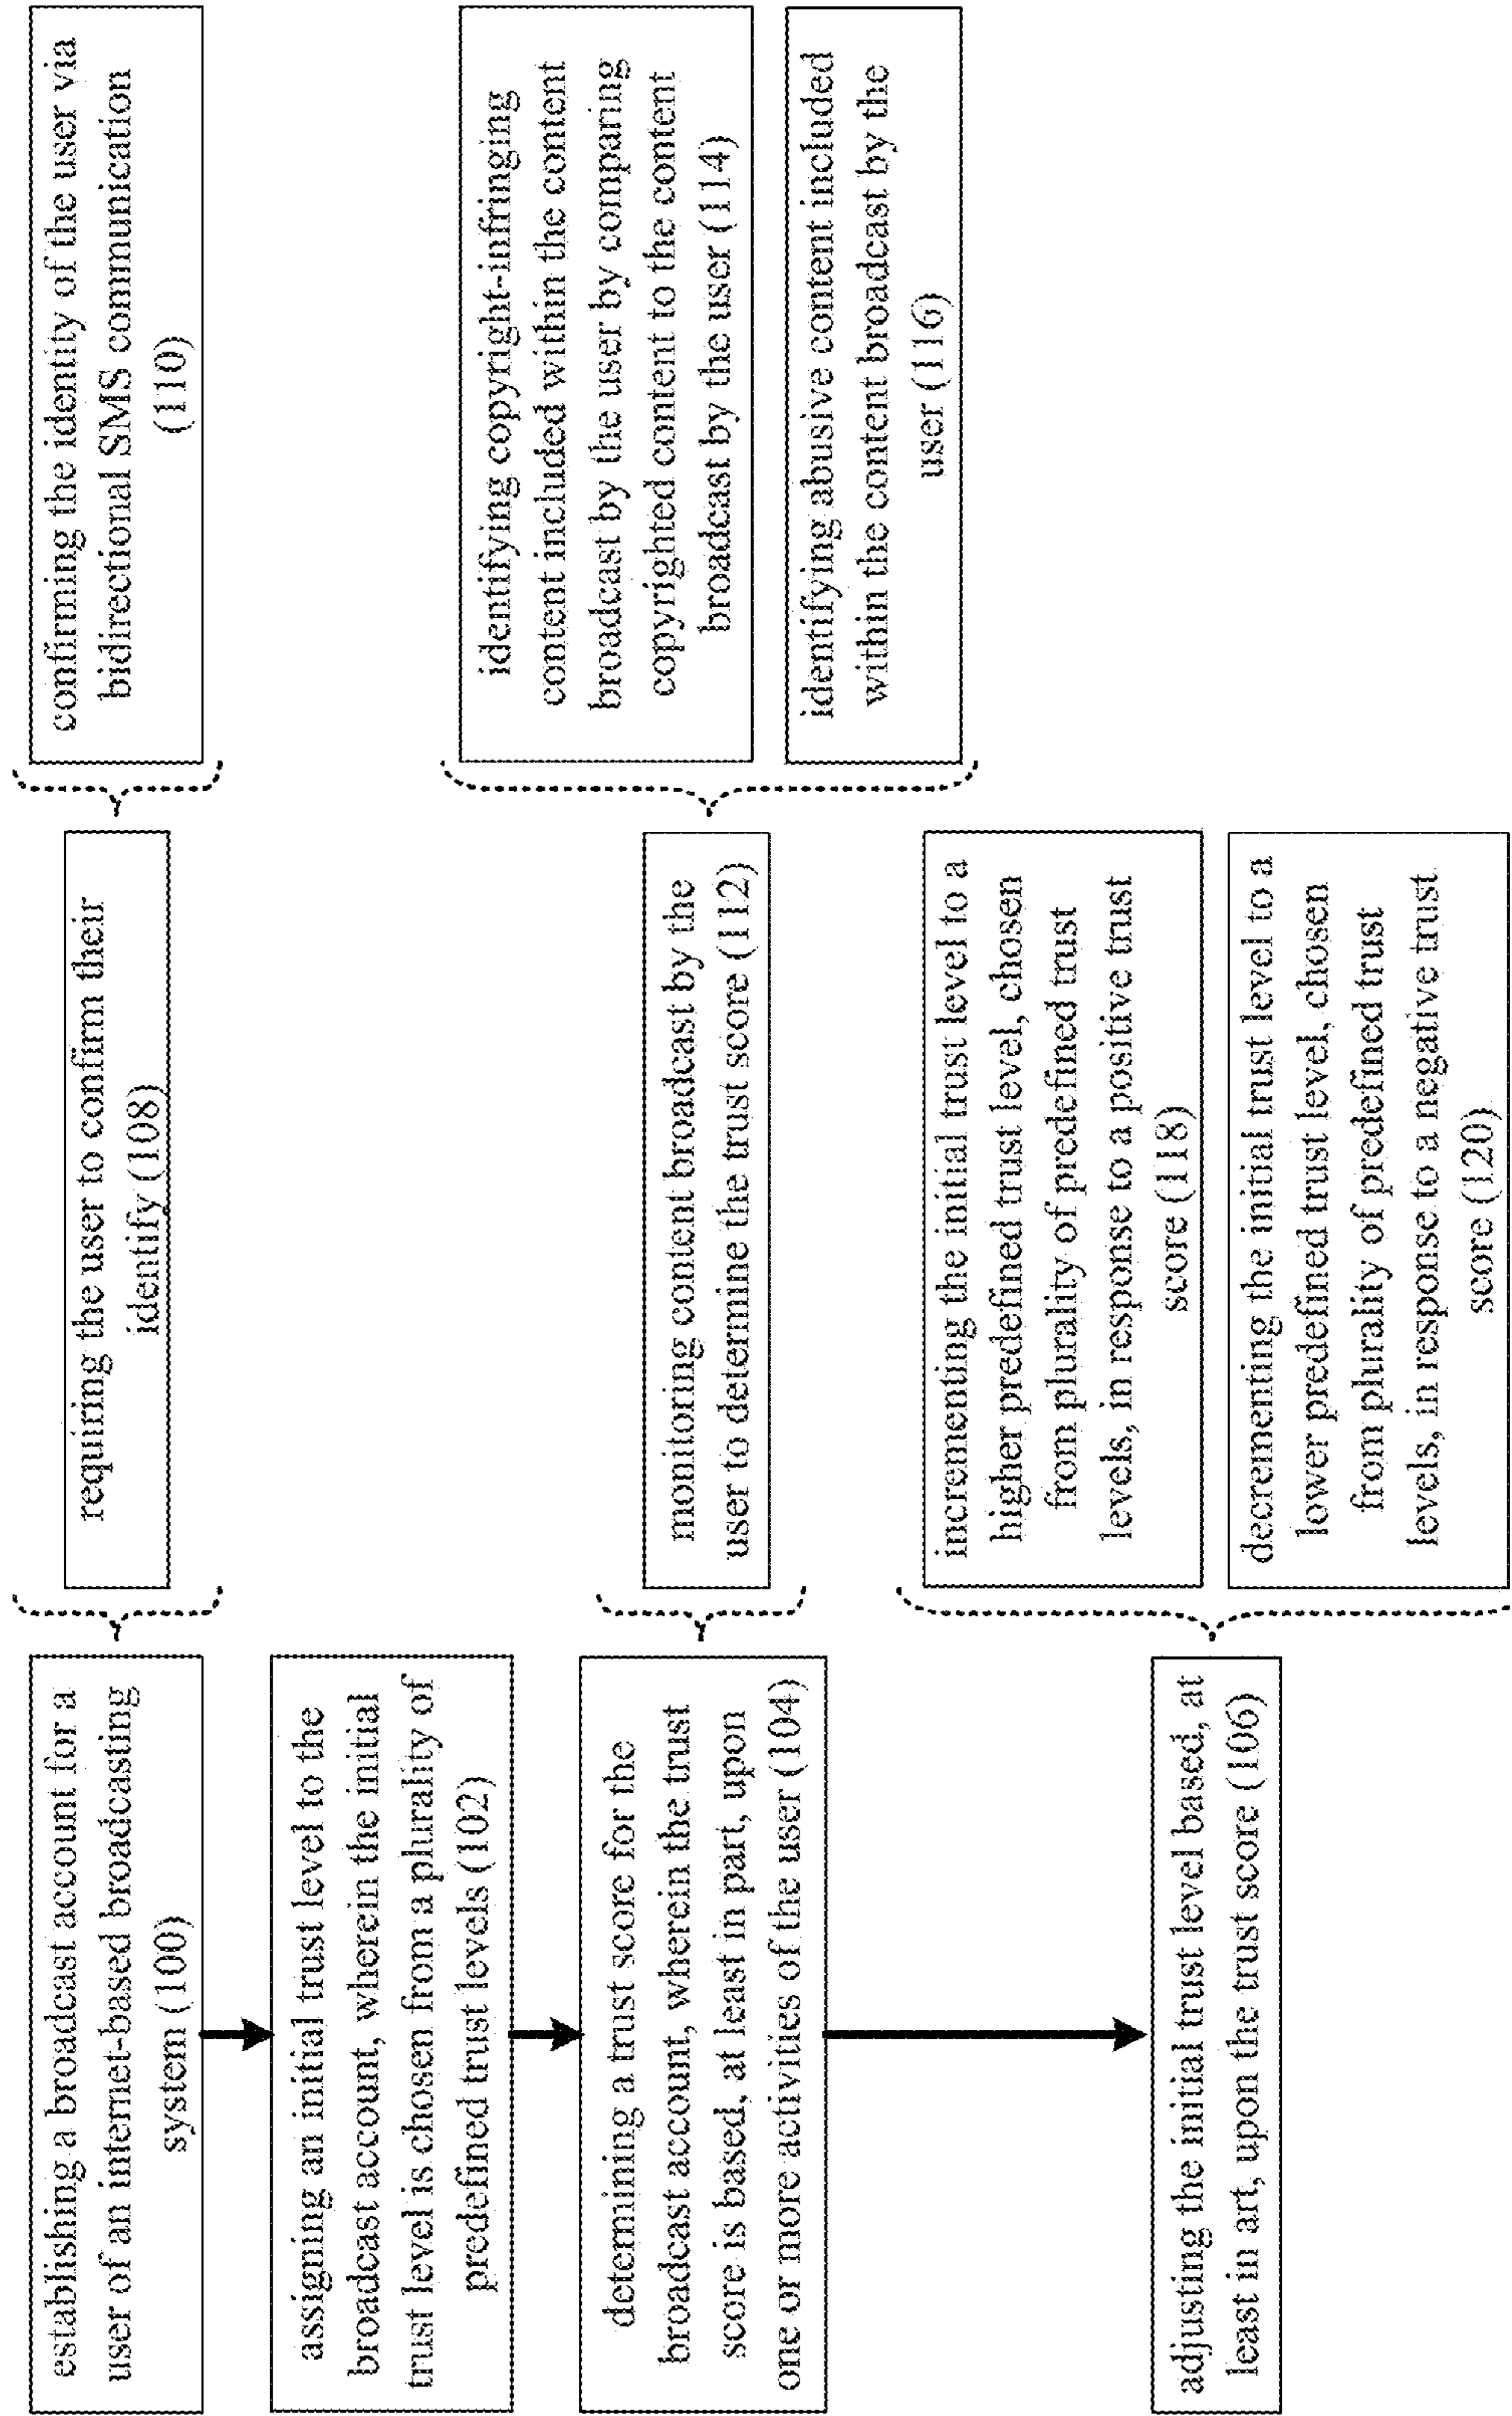 establishing a broadcast account for a
user of an internet-based broadcasting
system (100)
requiring the user to confirm their
identify (108)
confirming the identity of the user via
bidirectional SMS communication
(110)
assigning an initial trust level to the
broadcast account, wherein the initial
trust level is chosen from a plurality of
predefined trust levels (102)
determining a trust score for the
broadcast account, wherein the trust
score is based, at least in part, upon
one or more activities of the user (104)
monitoring content broadcast by the
user to determine the trust score (112)
identifying copyright-infringing
content included within the content
broadcast by the user by comparing
copyrighted content to the content
broadcast by the user (114)
identifying abusive content included
within the content broadcast by the
user (116)
adjusting the initial trust level based, at
least in art, upon the trust score (106)
incrementing the initial trust level to a
higher predefined trust level, chosen
from plurality of predefined trust
levels, in response to a positive trust
score (118)
decrementing the initial trust level to a
lower predefined trust level, chosen
from plurality of predefined trust
levels, in response to a negative trust
score (120)